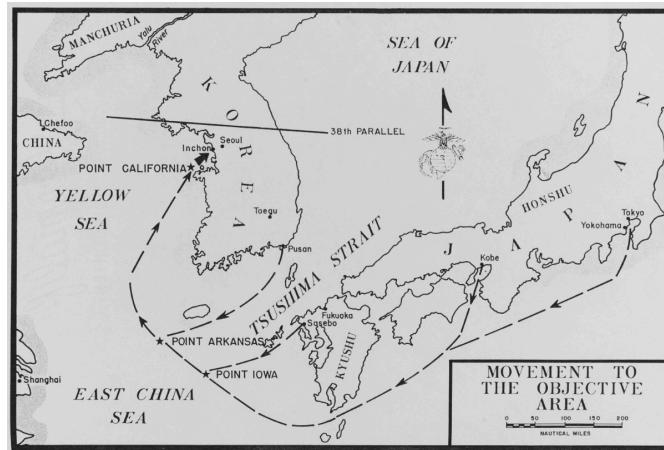 MANCHURIA
Yalu
River
SEA OF
JAPAN
KOREA
38th PARALLEL
Chefoo
CHINA
Inchon
Seoul
POINT CALIFORNIA
YELLOW
SEA
HONSHU
JAPAN
Tokyo
Yokohama
Taegu
Pusan
TSUSHIMA STRAIT
Kobe
Fukuoka
Sasebo
KYUSHU
POINT ARKANSAS
POINT IOWA
Shanghai
EAST CHINA
SEA
MOVEMENT TO
THE OBJECTIVE
AREA
0 50 100 150 200
NAUTICAL MILES